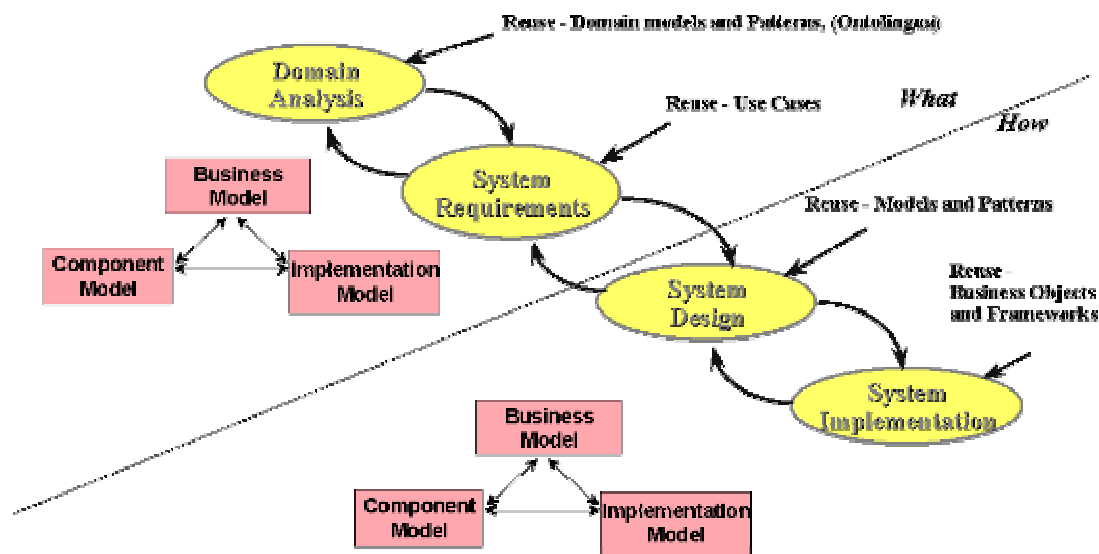 Reuse - Domain models and Patterns, (Ontolinguas)
Domain
Analysis
What
How
Reuse - Use Cases
Business
Model
System
Requirements
Reuse - Models and Patterns
Component
Model
Implementation
Model
System
Design
Reuse -
Business Objects
and Frameworks
System
Implementation
Business
Model
Component
Model
Implementation
Model